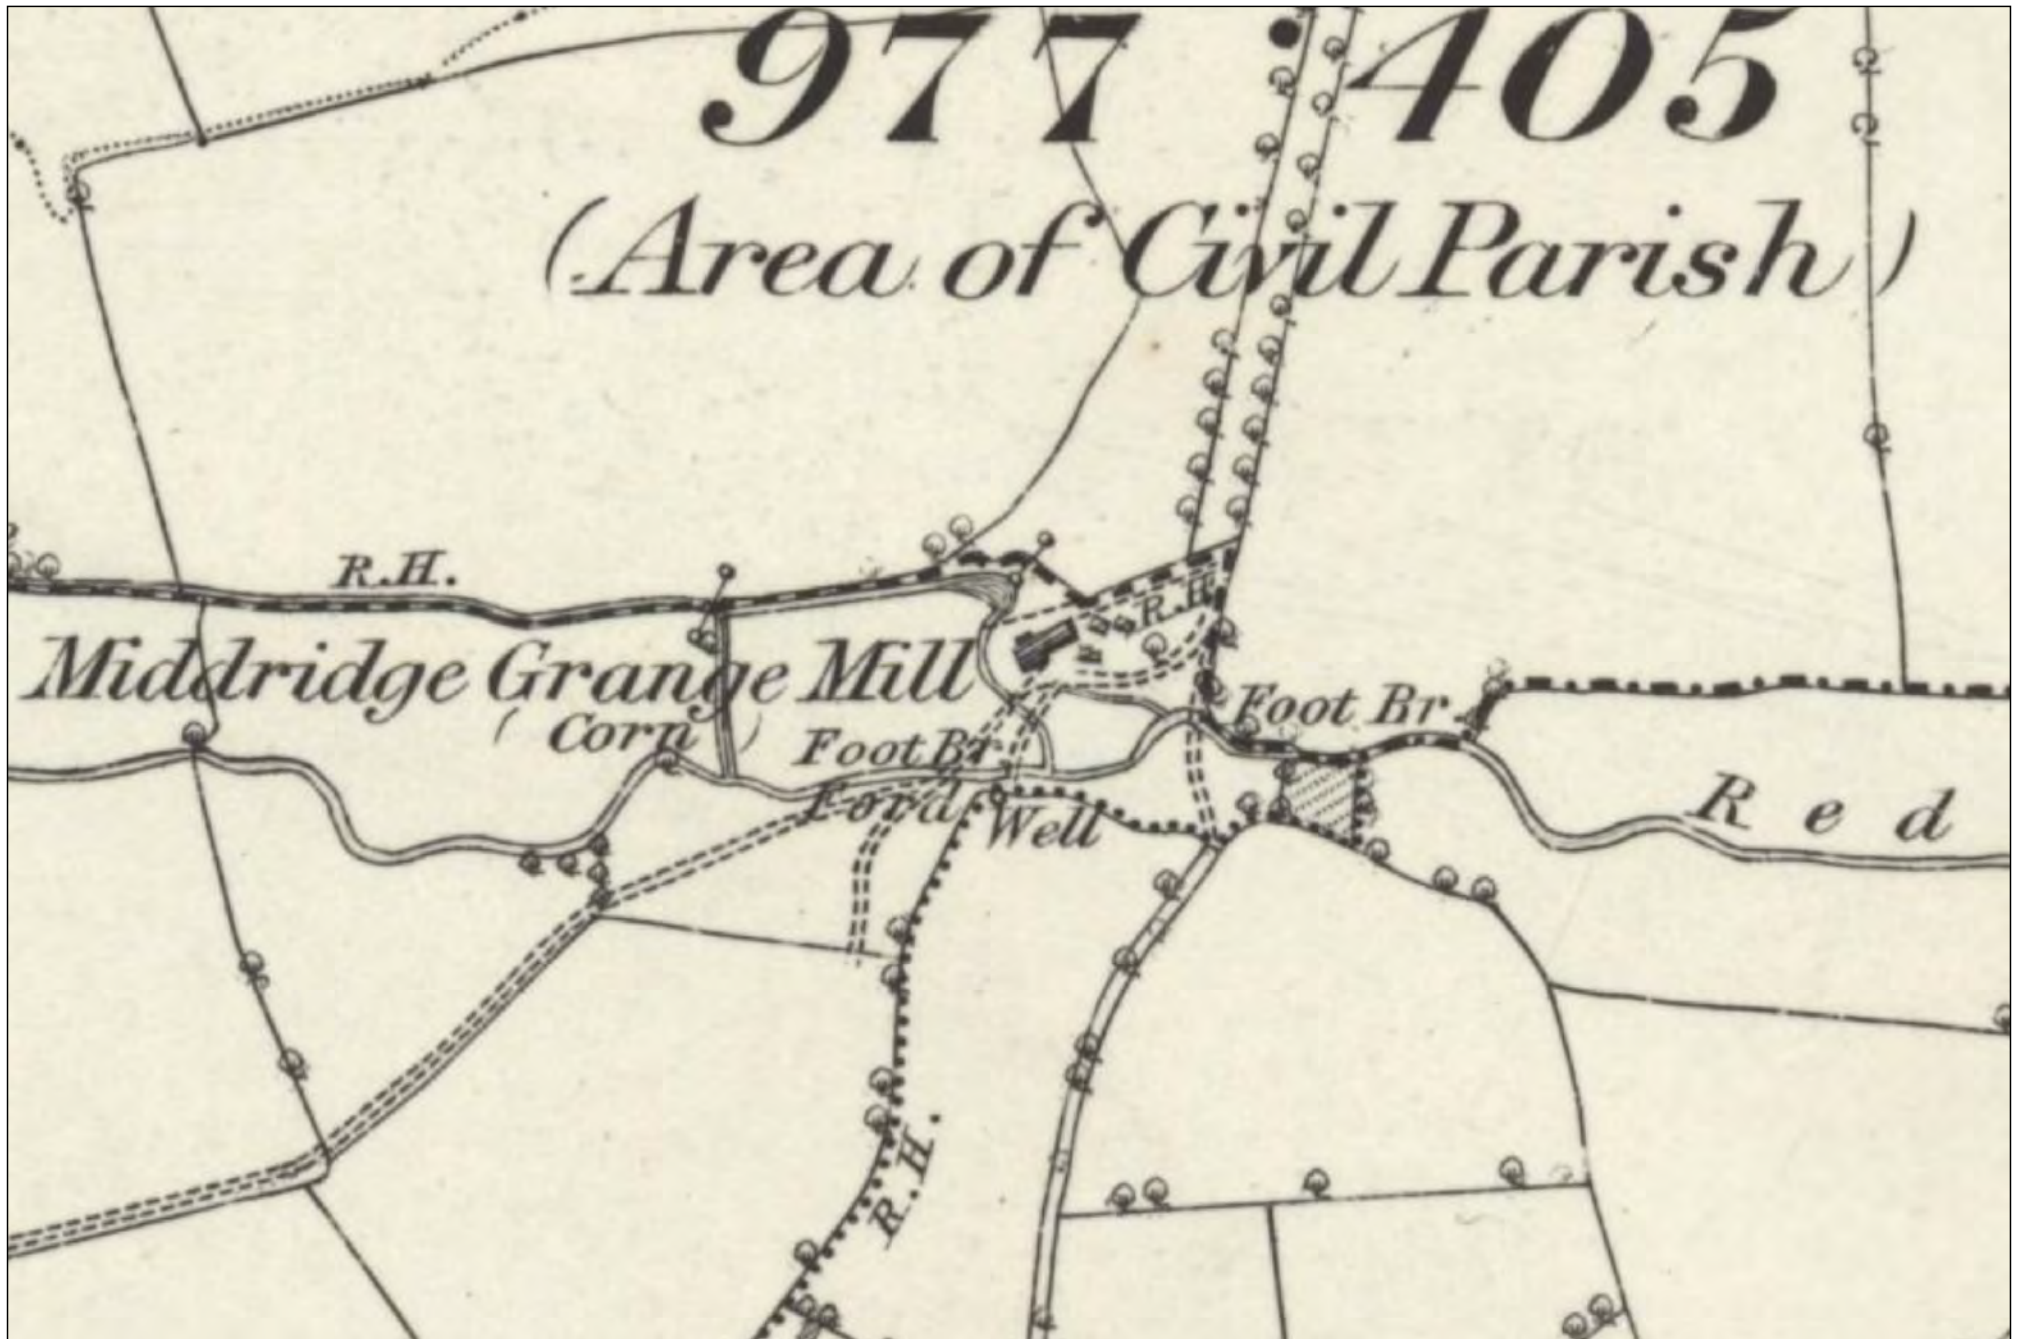 977·405
(Area of Civil Parish)
R.H.
R.H.
Middridge Grange Mill
(Corn)
Foot Br.
Foot Br.
Ford
Well
Red
R.H.